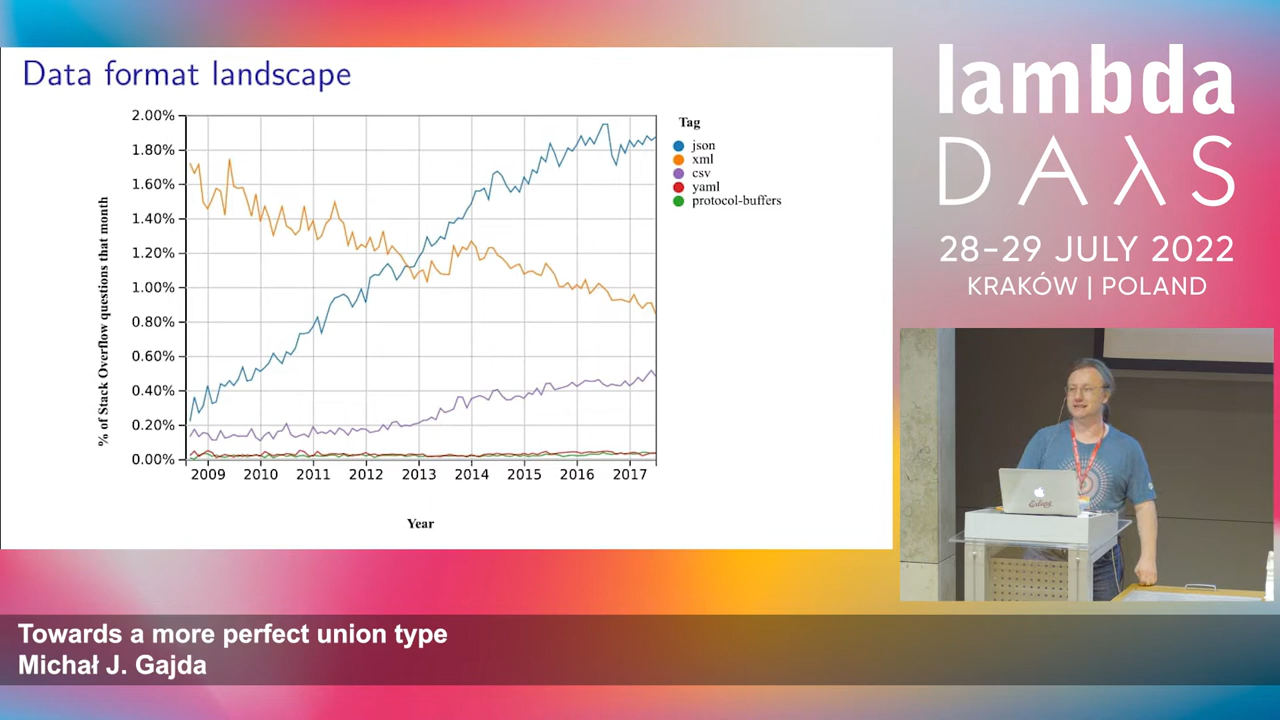 Data format landscape
% of Stack Overflow questions that month
2.00%
1.80%
1.60%
1.40%
1.20%
1.00%
0.80%
0.60%
0.40%
0.20%
0.00%
2009 2010 2011 2012 2013 2014 2015 2016 2017
Year
Tag
json
xml
csv
yaml
protocol-buffers
lambda
DAλS
28–29 JULY 2022
KRAKÓW | POLAND
Erlang
Towards a more perfect union type
Michał J. Gajda